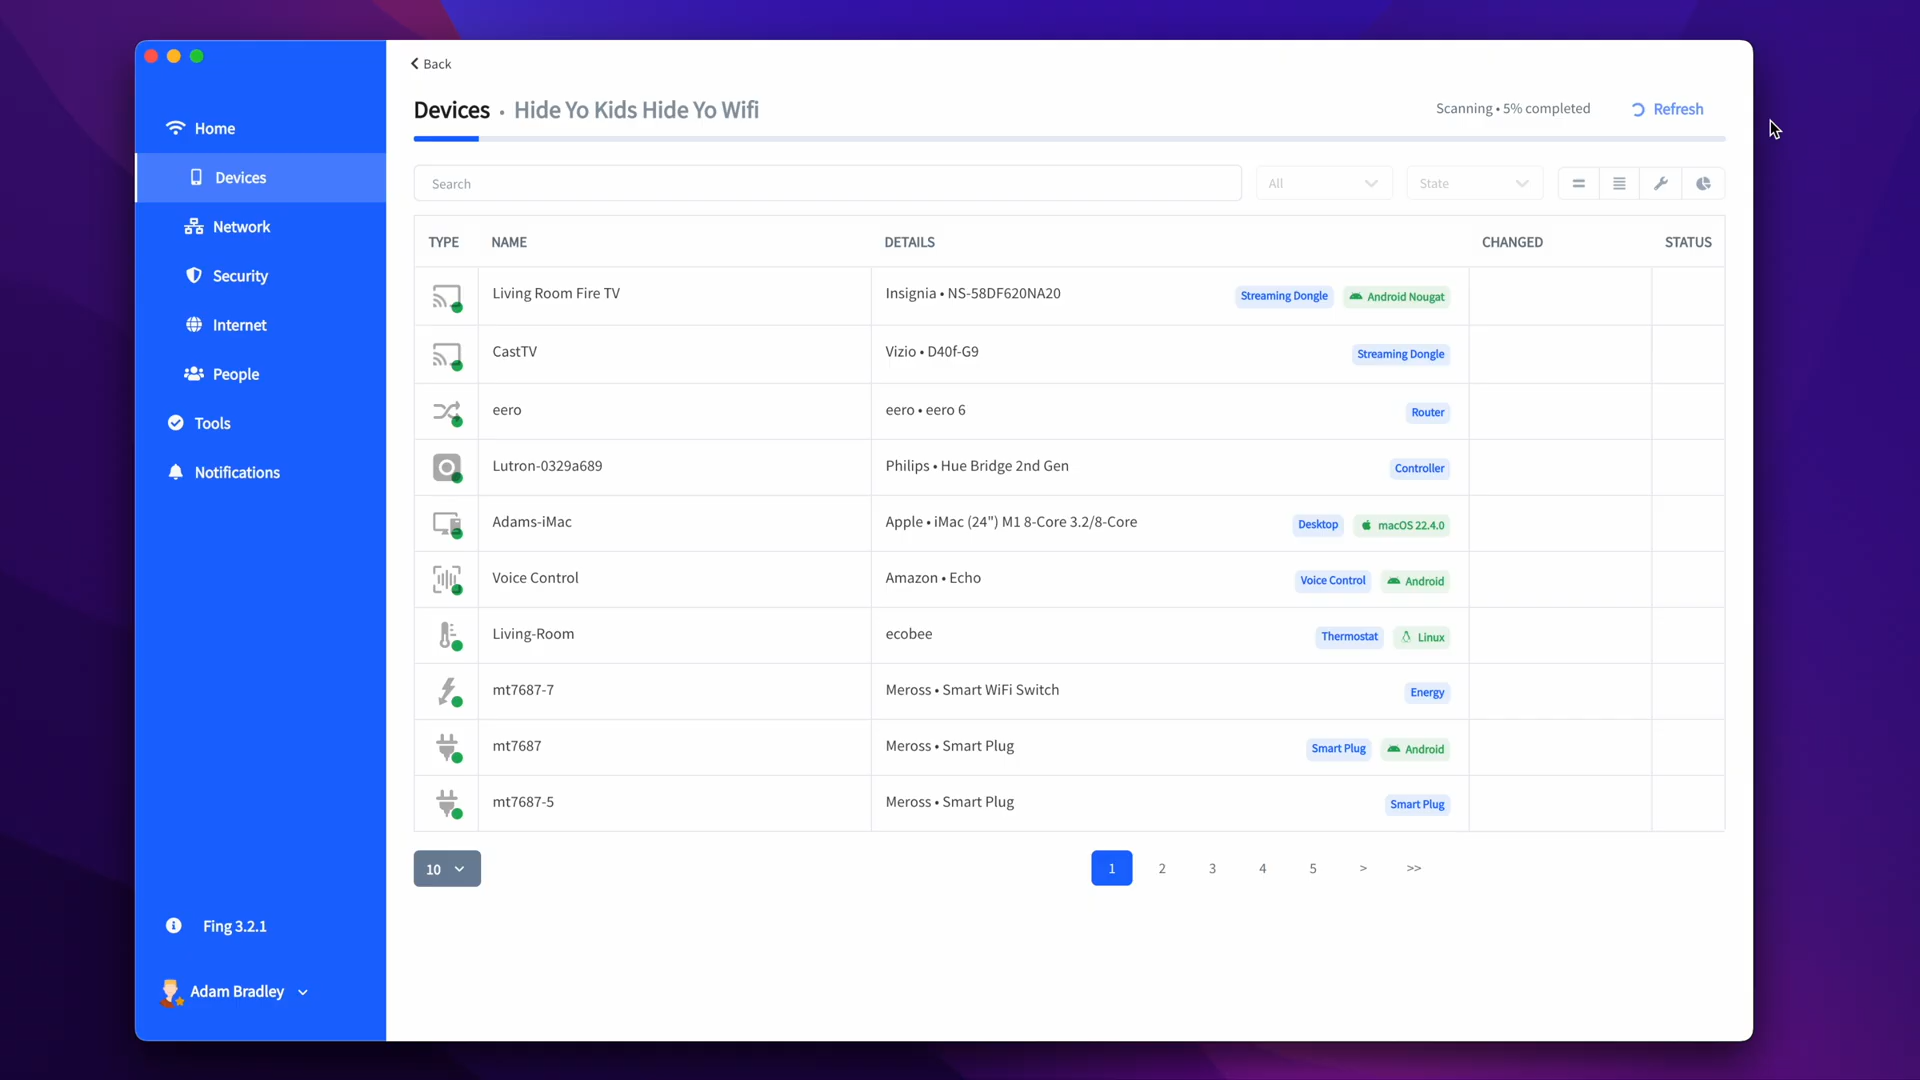 Back
Devices • Hide Yo Kids Hide Yo Wifi
Scanning • 5% completed
Refresh
Home
Devices
Network
Security
Internet
People
Tools
Notifications
Fing 3.2.1
Adam Bradley
Search
All
State
TYPE NAME DETAILS CHANGED STATUS
Living Room Fire TV Insignia • NS-58DF620NA20 Streaming Dongle Android Nougat
CastTV Vizio • D40f-G9 Streaming Dongle
eero eero • eero 6 Router
Lutron-0329a689 Philips • Hue Bridge 2nd Gen Controller
Adams-iMac Apple • iMac (24") M1 8-Core 3.2/8-Core Desktop macOS 22.4.0
Voice Control Amazon • Echo Voice Control Android
Living-Room ecobee Thermostat Linux
mt7687-7 Meross • Smart WiFi Switch Energy
mt7687 Meross • Smart Plug Smart Plug Android
mt7687-5 Meross • Smart Plug Smart Plug
10
1 2 3 4 5 > >>